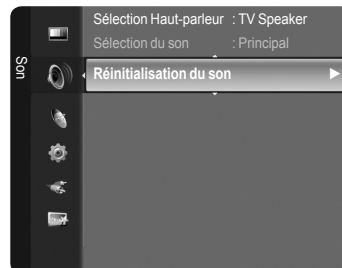 Son
Sélection Haut-parleur : TV Speaker
Sélection du son : Principal
Réinitialisation du son